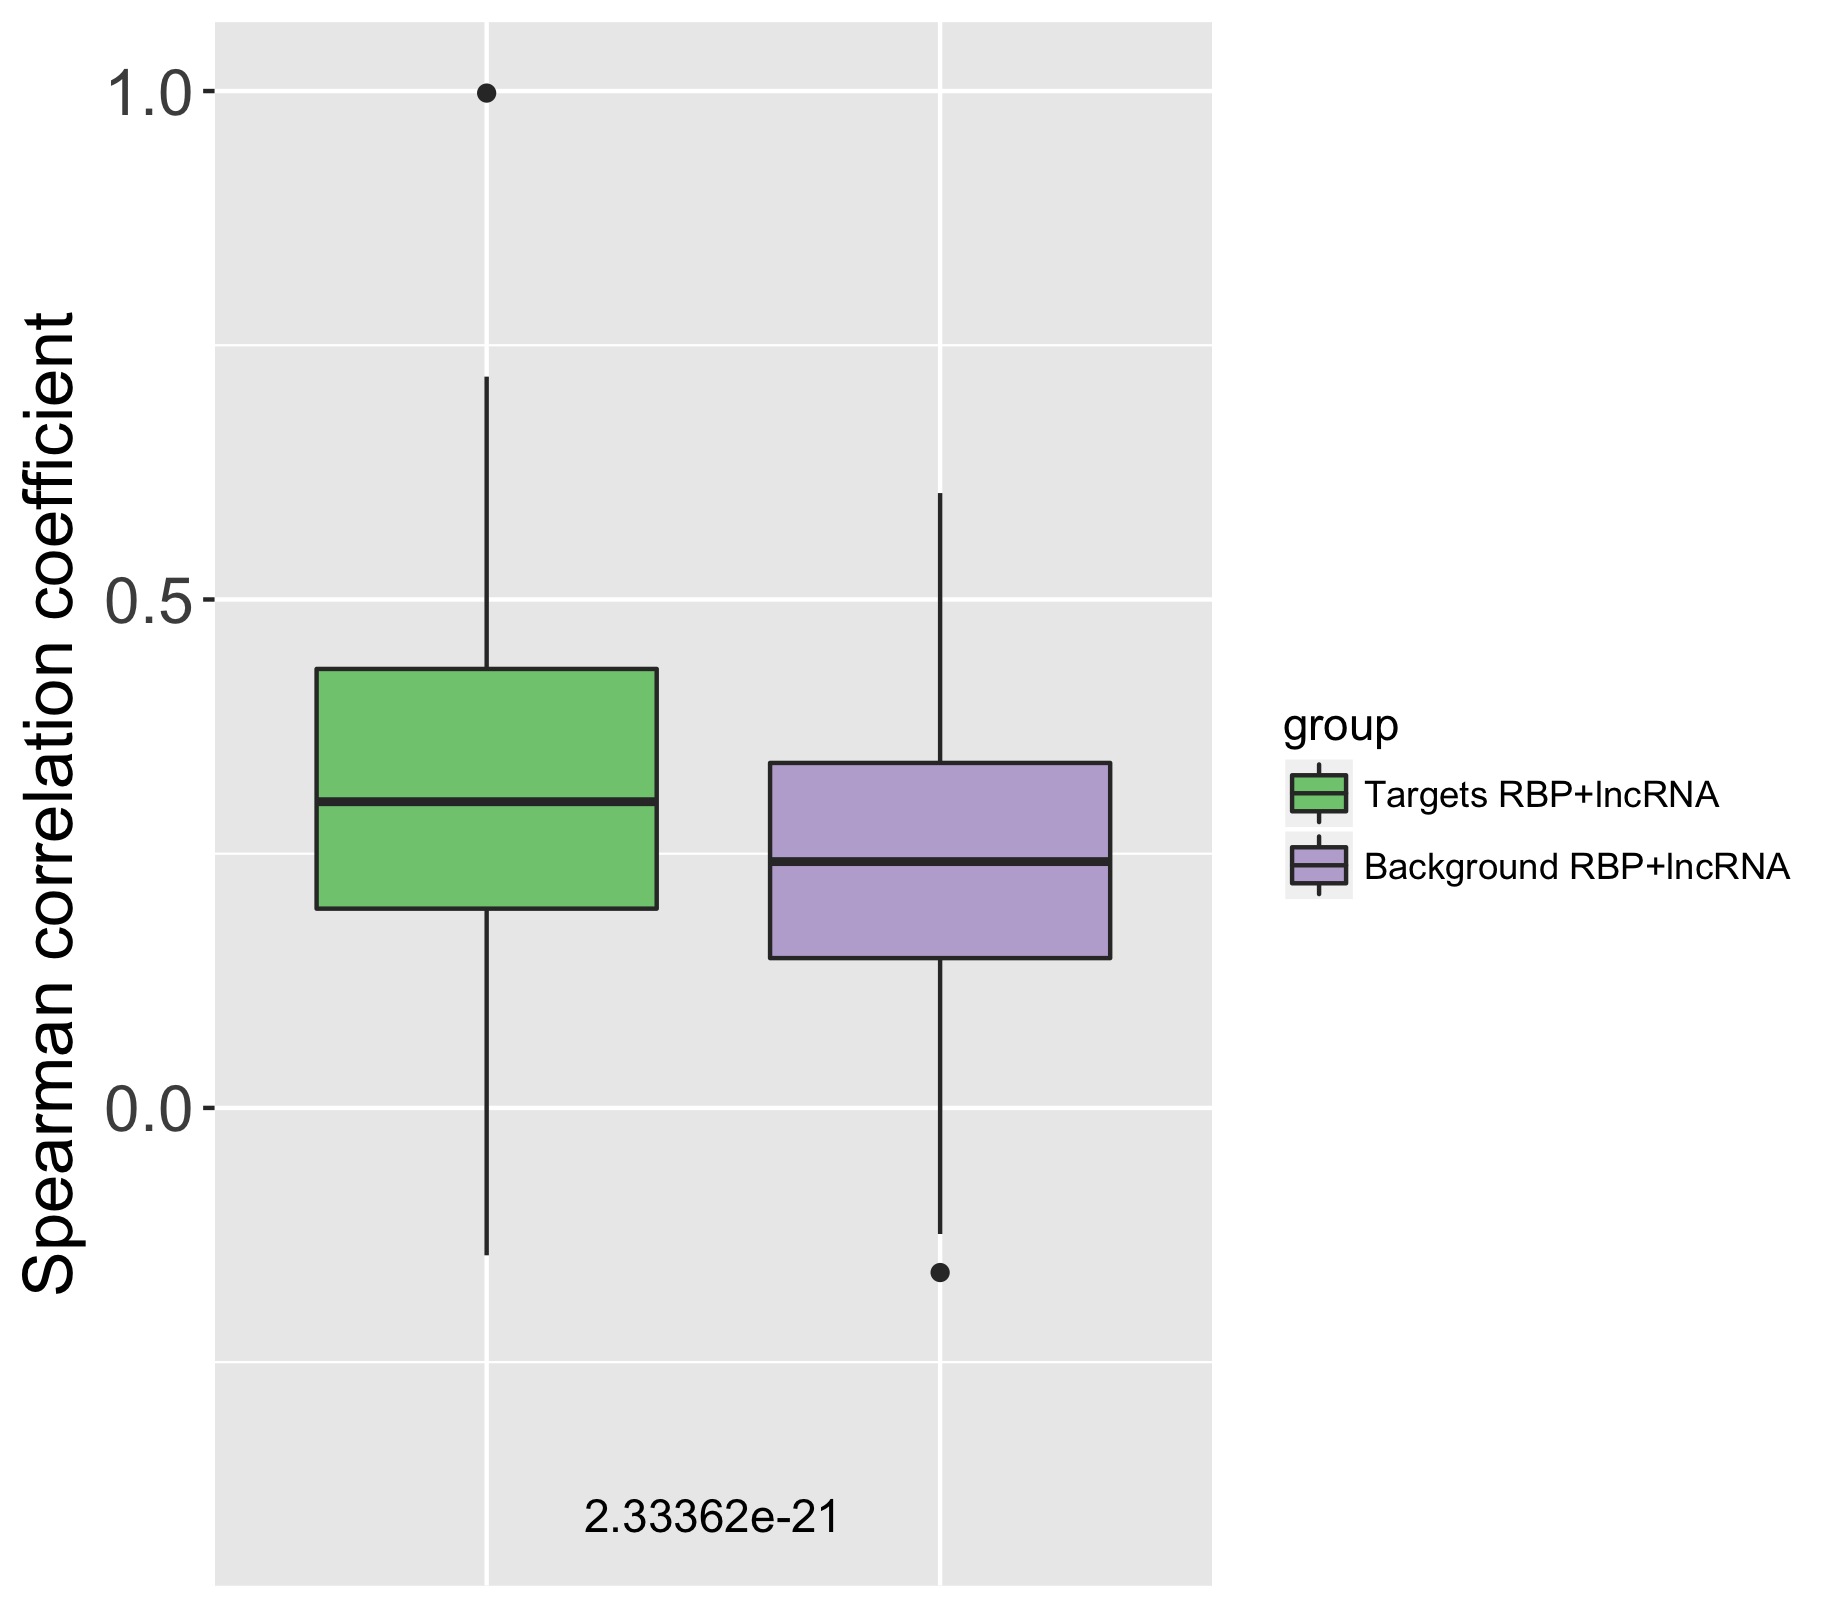 Spearman correlation coefficient
1.0
0.5
0.0
2.33362e-21
group
Targets RBP+lncRNA
Background RBP+lncRNA